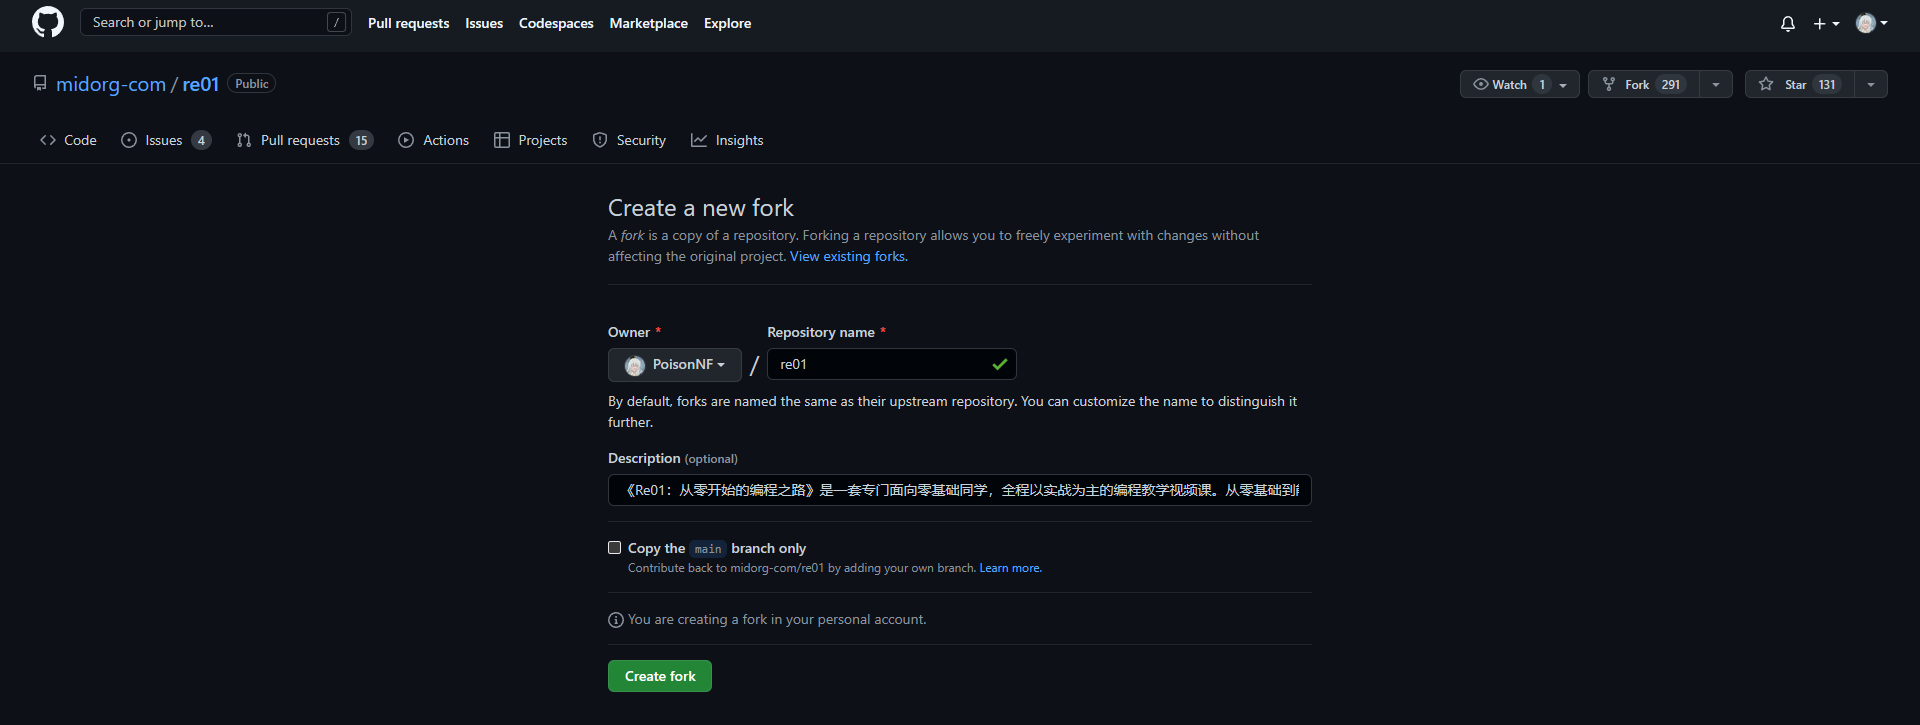 Search or jump to...
/
Pull requests
Issues
Codespaces
Marketplace
Explore
midorg-com / re01
Public
Watch 1
Fork 291
Star 131
Code
Issues 4
Pull requests 15
Actions
Projects
Security
Insights
Create a new fork
A fork is a copy of a repository. Forking a repository allows you to freely experiment with changes without
affecting the original project. View existing forks.
Owner *
Repository name *
PoisonNF / re01
By default, forks are named the same as their upstream repository. You can customize the name to distinguish it
further.
Description (optional)
《Re01：从零开始的编程之路》是一套专门面向零基础同学，全程以实战为主的编程教学视频课。从零基础到
Copy the main branch only
Contribute back to midorg-com/re01 by adding your own branch. Learn more.
You are creating a fork in your personal account.
Create fork